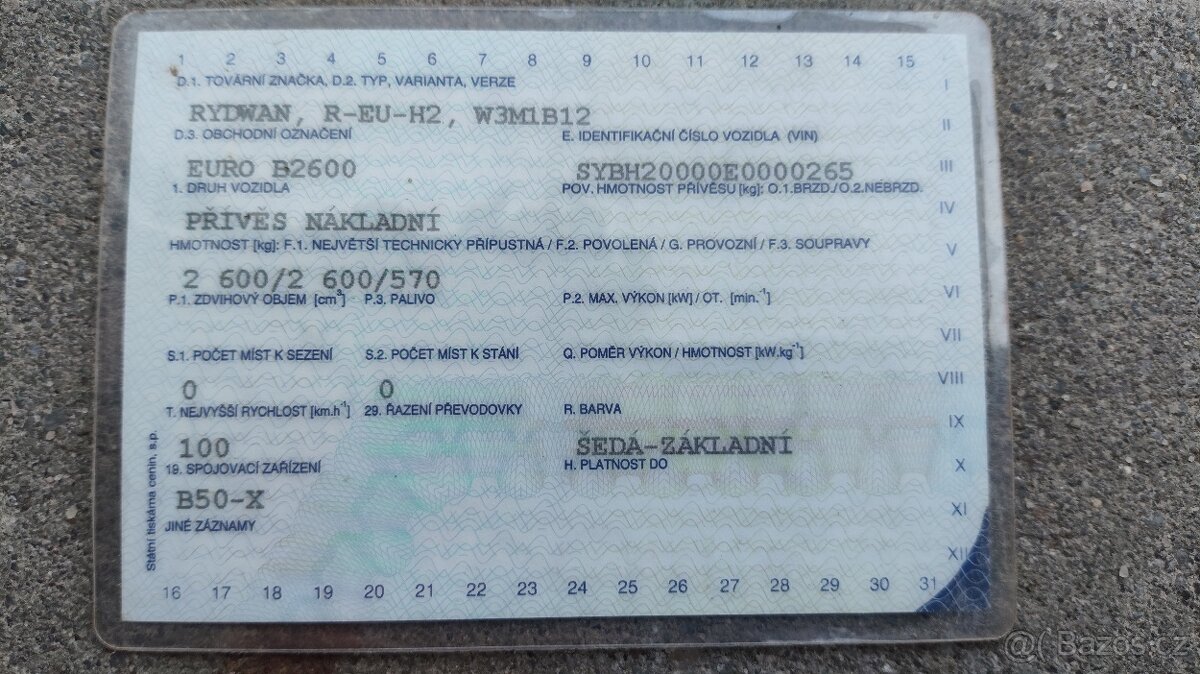 1 2 3 4 5 6 7 8 9 10 11 12 13 14 15
D.1. TOVÁRNÍ ZNAČKA, D.2. TYP, VARIANTA, VERZE
I
RYDWAN, R-EU-H2, W3M1B12
II
D.3. OBCHODNÍ OZNAČENÍ E. IDENTIFIKAČNÍ ČÍSLO VOZIDLA (VIN)
EURO B2600 SYBH20000E0000265
III
1. DRUH VOZIDLA POV. HMOTNOST PŘÍVĚSU [kg]: O.1.BRZD./O.2.NEBRZD.
IV
PŘÍVĚS NÁKLADNÍ
HMOTNOST [kg]: F.1. NEJVĚTŠÍ TECHNICKY PŘÍPUSTNÁ / F.2. POVOLENÁ / G. PROVOZNÍ / F.3. SOUPRAVY
V
2 600/2 600/570
P.1. ZDVIHOVÝ OBJEM [cm³] P.3. PALIVO P.2. MAX. VÝKON [kW] / OT. [min.⁻¹]
VI
VII
S.1. POČET MÍST K SEZENÍ S.2. POČET MÍST K STÁNÍ Q. POMĚR VÝKON / HMOTNOST [kW.kg⁻¹]
VIII
0 0
T. NEJVYŠŠÍ RYCHLOST [km.h⁻¹] 29. ŘAZENÍ PŘEVODOVKY R. BARVA
IX
100 ŠEDÁ-ZÁKLADNÍ
19. SPOJOVACÍ ZAŘÍZENÍ H. PLATNOST DO
X
B50-X
XI
JINÉ ZÁZNAMY
XII
Státní tiskárna cenin, s.p.
16 17 18 19 20 21 22 23 24 25 26 27 28 29 30 31
@( Bazos.cz